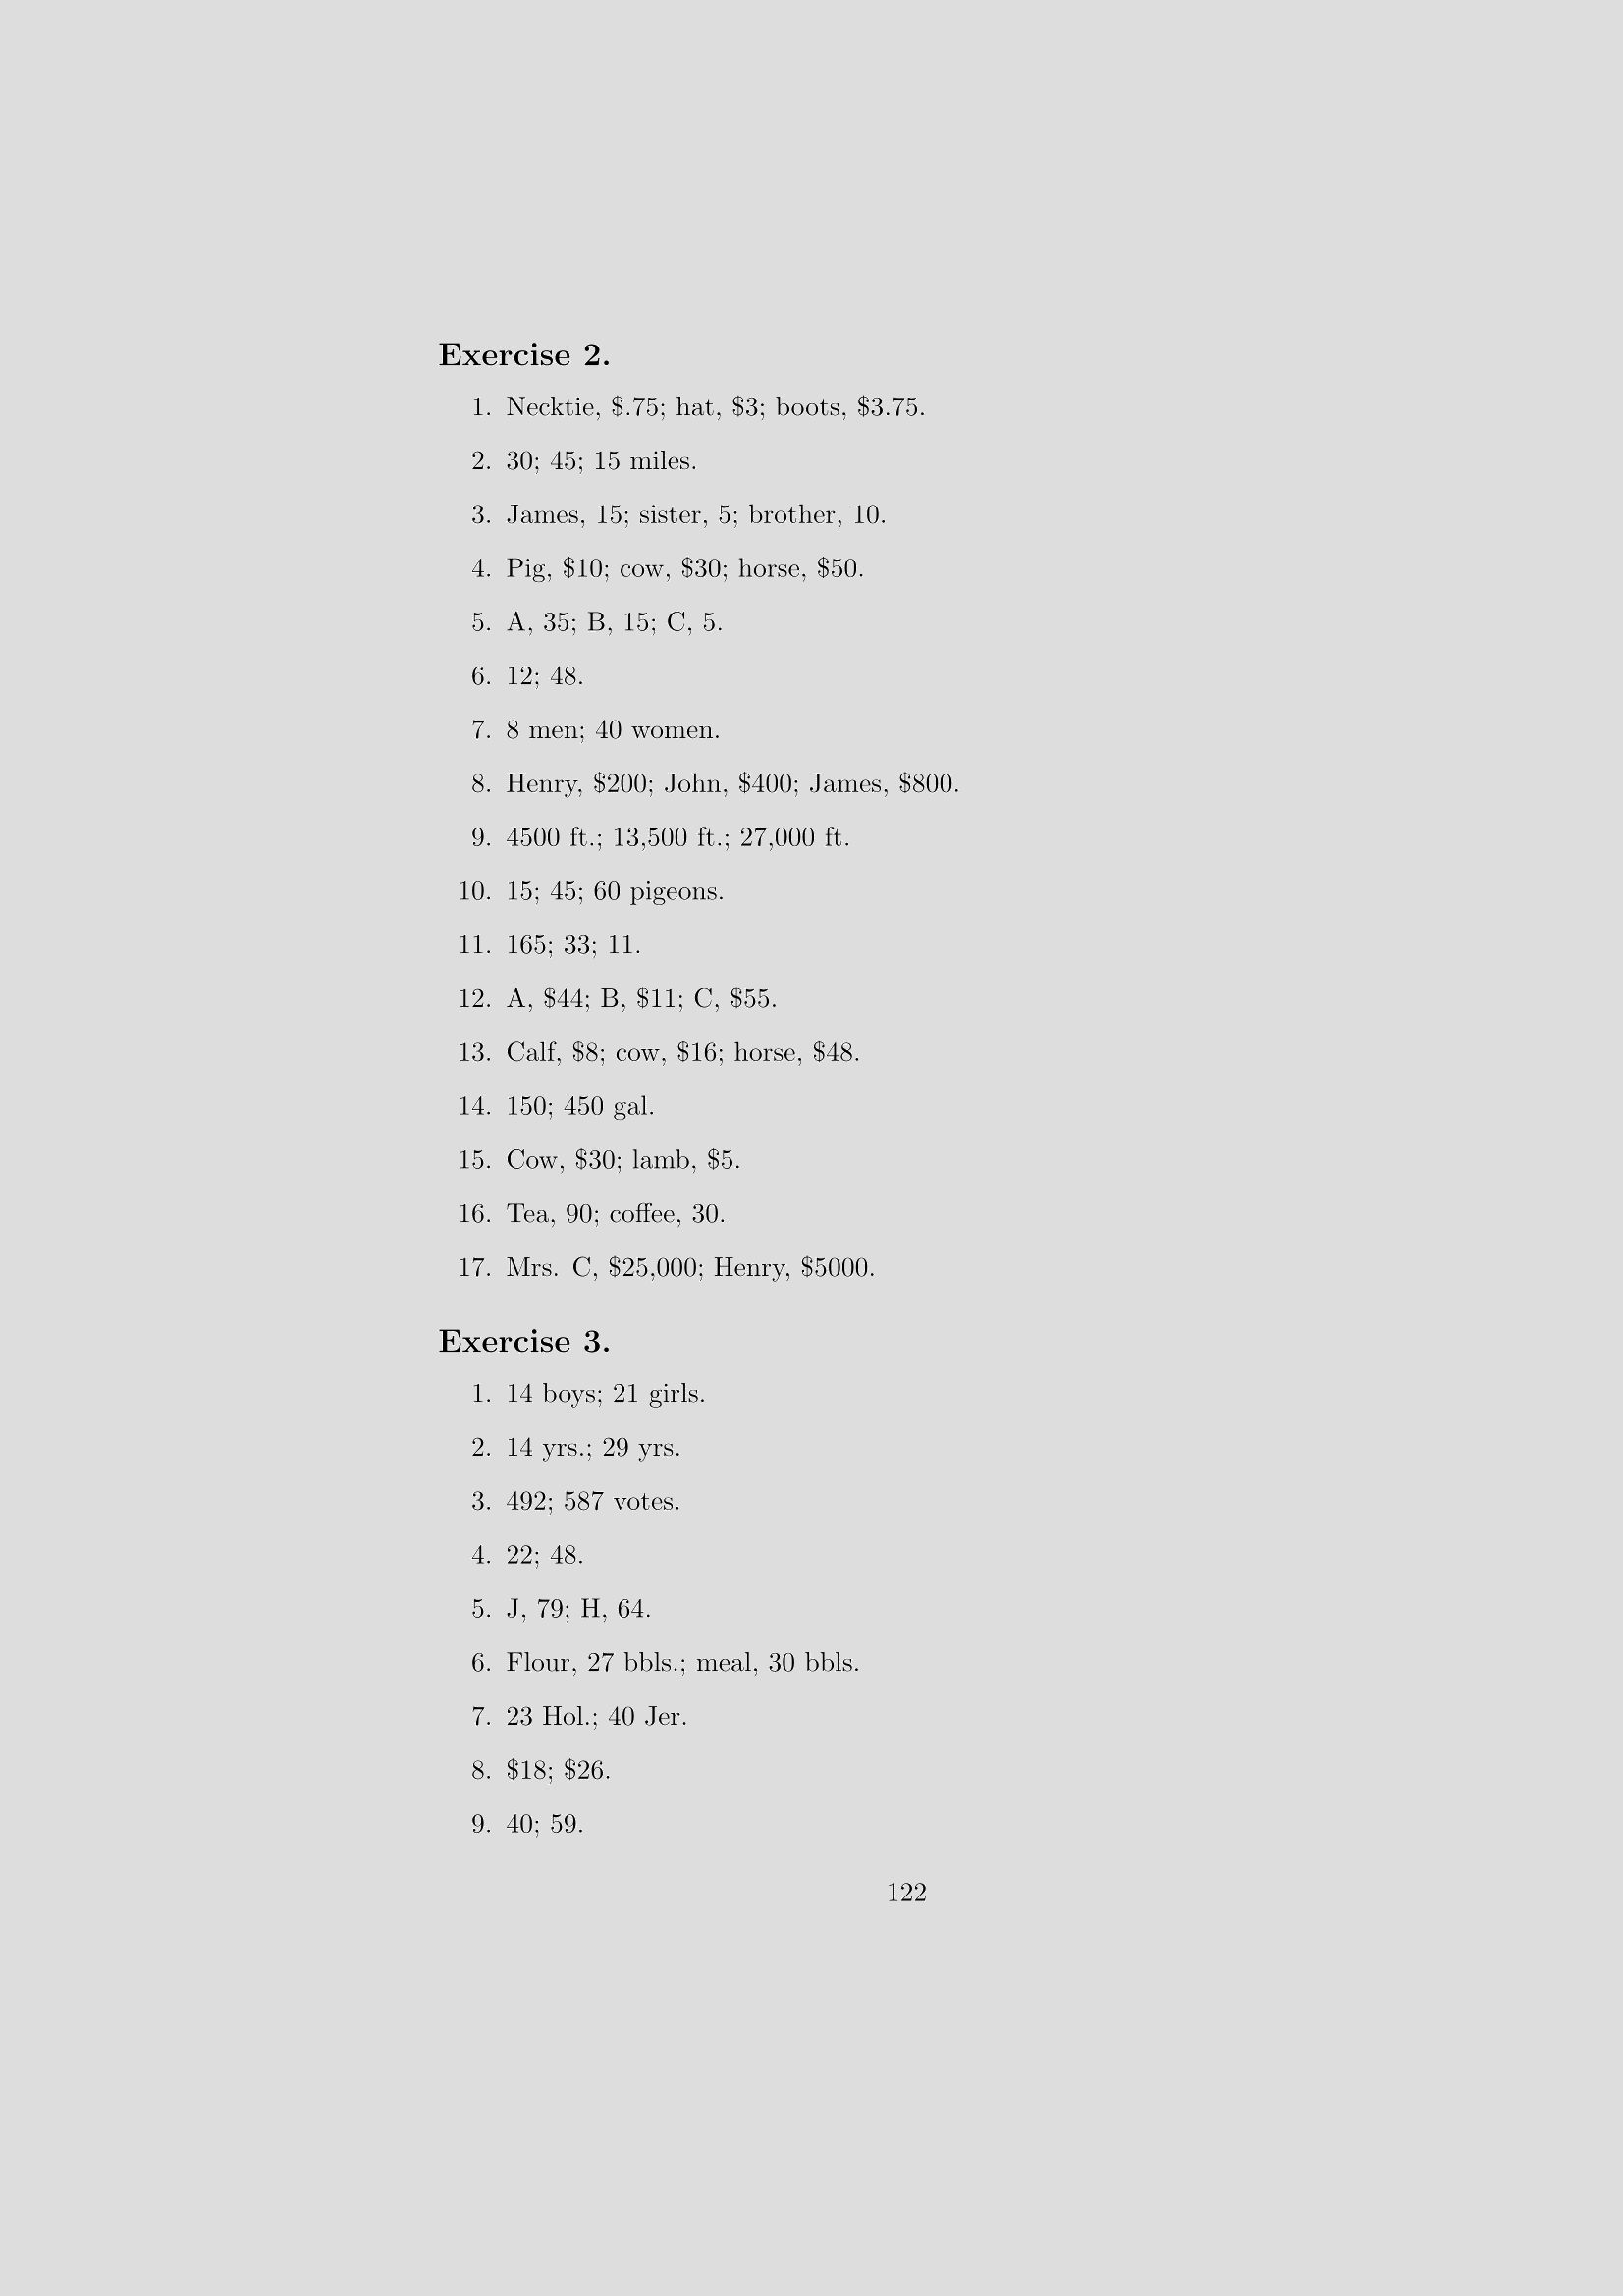 Exercise 2.
1. Necktie, $.75; hat, $3; boots, $3.75.
2. 30; 45; 15 miles.
3. James, 15; sister, 5; brother, 10.
4. Pig, $10; cow, $30; horse, $50.
5. A, 35; B, 15; C, 5.
6. 12; 48.
7. 8 men; 40 women.
8. Henry, $200; John, $400; James, $800.
9. 4500 ft.; 13,500 ft.; 27,000 ft.
10. 15; 45; 60 pigeons.
11. 165; 33; 11.
12. A, $44; B, $11; C, $55.
13. Calf, $8; cow, $16; horse, $48.
14. 150; 450 gal.
15. Cow, $30; lamb, $5.
16. Tea, 90; coffee, 30.
17. Mrs. C, $25,000; Henry, $5000.
Exercise 3.
1. 14 boys; 21 girls.
2. 14 yrs.; 29 yrs.
3. 492; 587 votes.
4. 22; 48.
5. J, 79; H, 64.
6. Flour, 27 bbls.; meal, 30 bbls.
7. 23 Hol.; 40 Jer.
8. $18; $26.
9. 40; 59.
122